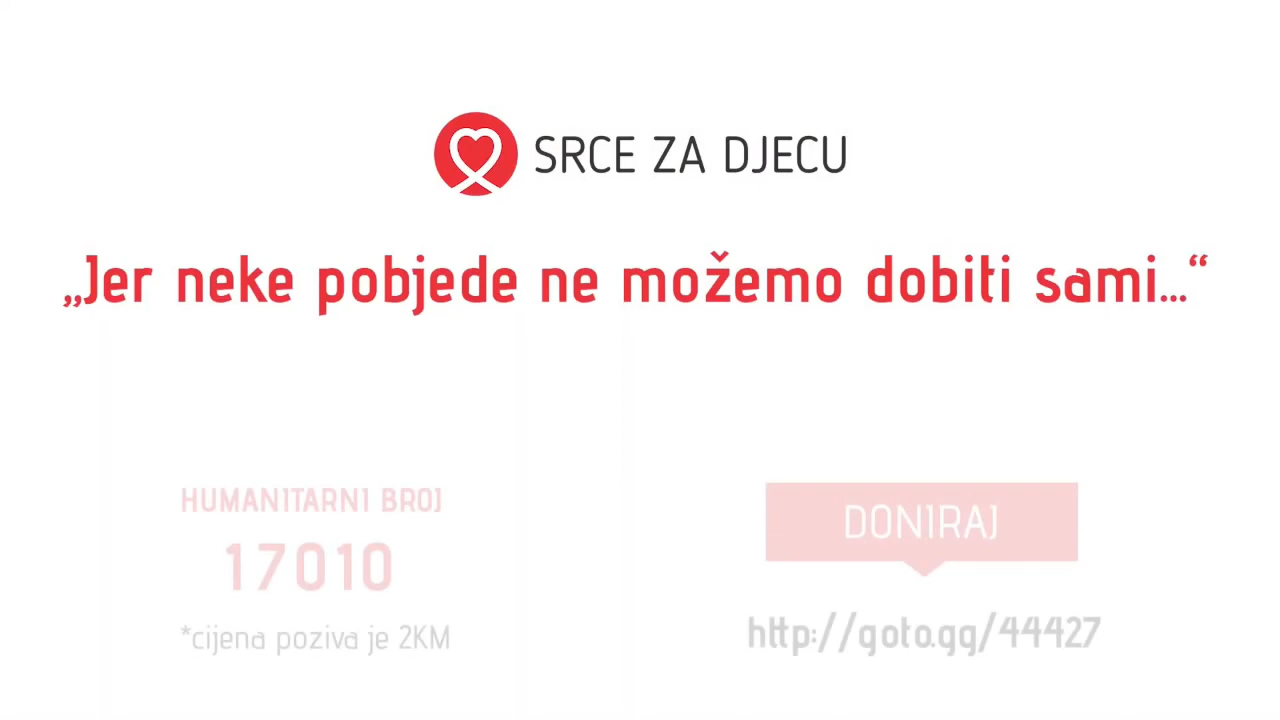 SRCE ZA DJECU
„Jer neke pobjede ne možemo dobiti sami...“
HUMANITARNI BROJ
17010
*cijena poziva je 2KM
DONIRAJ
http://goto.gg/44427